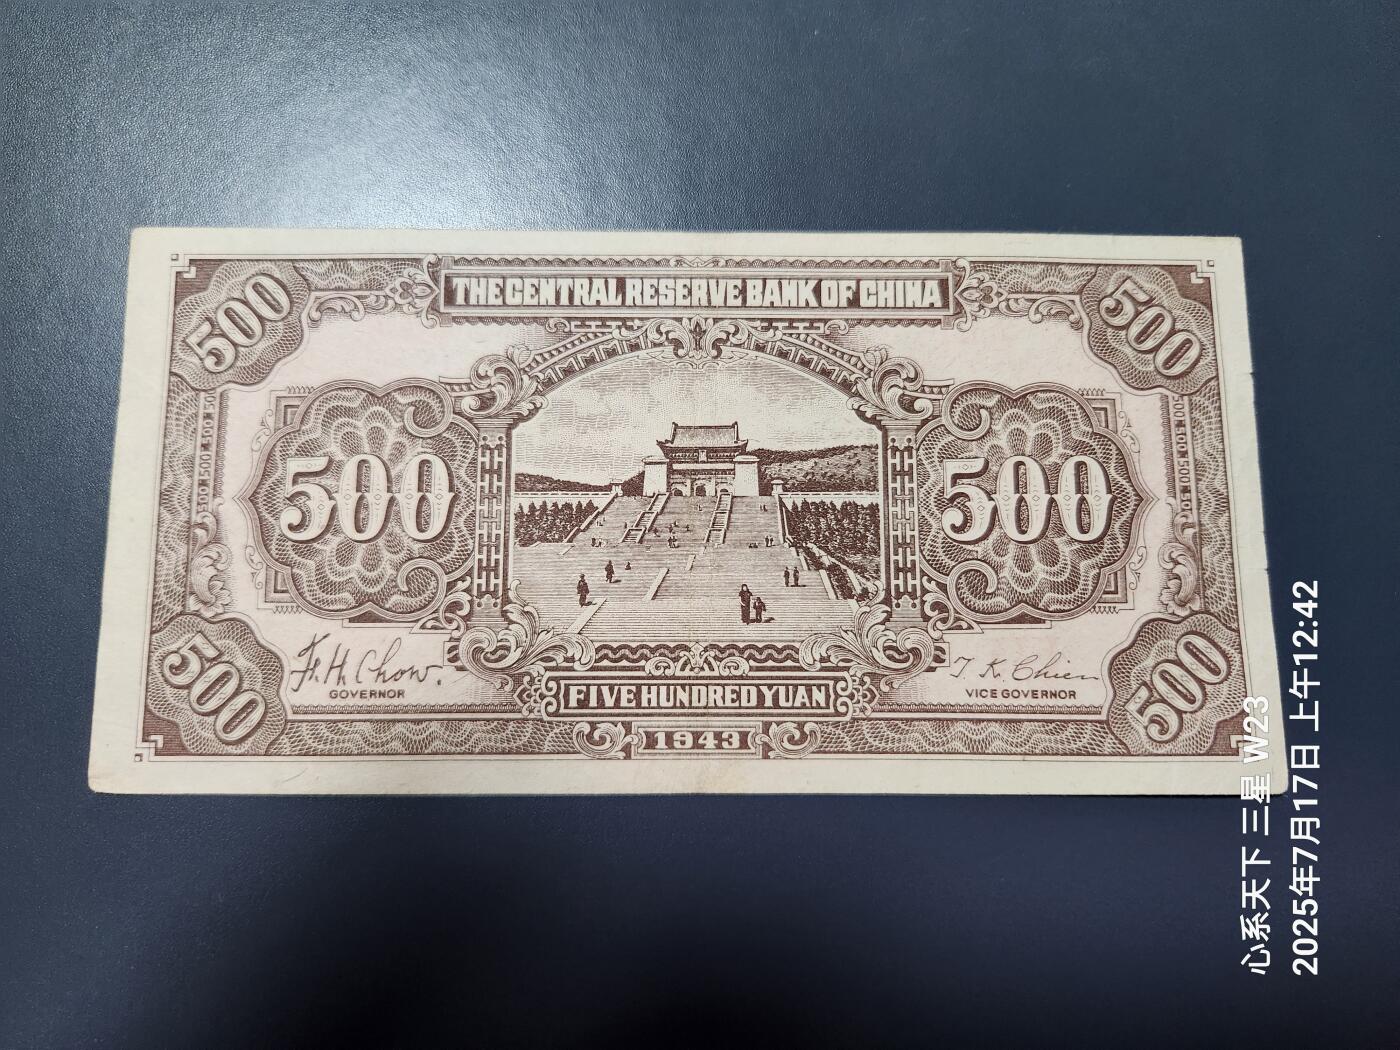 THE CENTRAL RESERVE BANK OF CHINA
500
500
500
500
F. H. Chow.
GOVERNOR
T. K. Chien
VICE GOVERNOR
500
500
FIVE HUNDRED YUAN
1943
心系天下 三星 W23
2025年7月17日 上午12:42